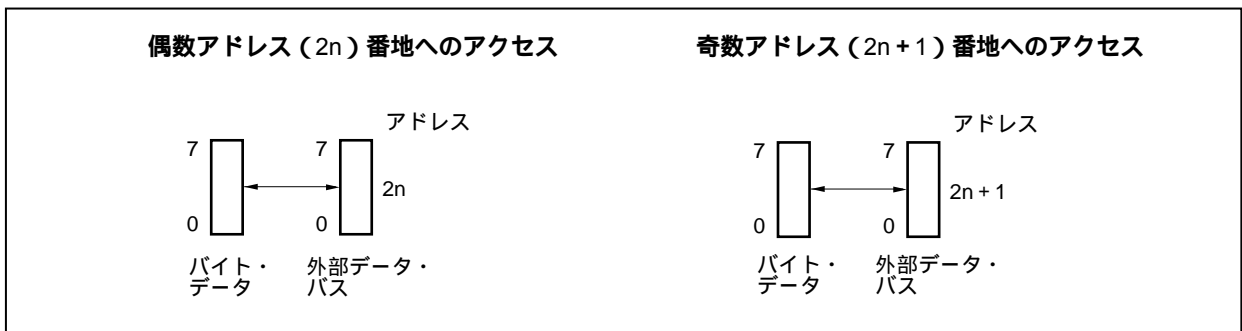 偶数アドレス（2n）番地へのアクセス
アドレス
7
7
2n
0
0
バイト・
データ
外部データ・
バス
奇数アドレス（2n＋1）番地へのアクセス
アドレス
7
7
2n + 1
0
0
バイト・
データ
外部データ・
バス